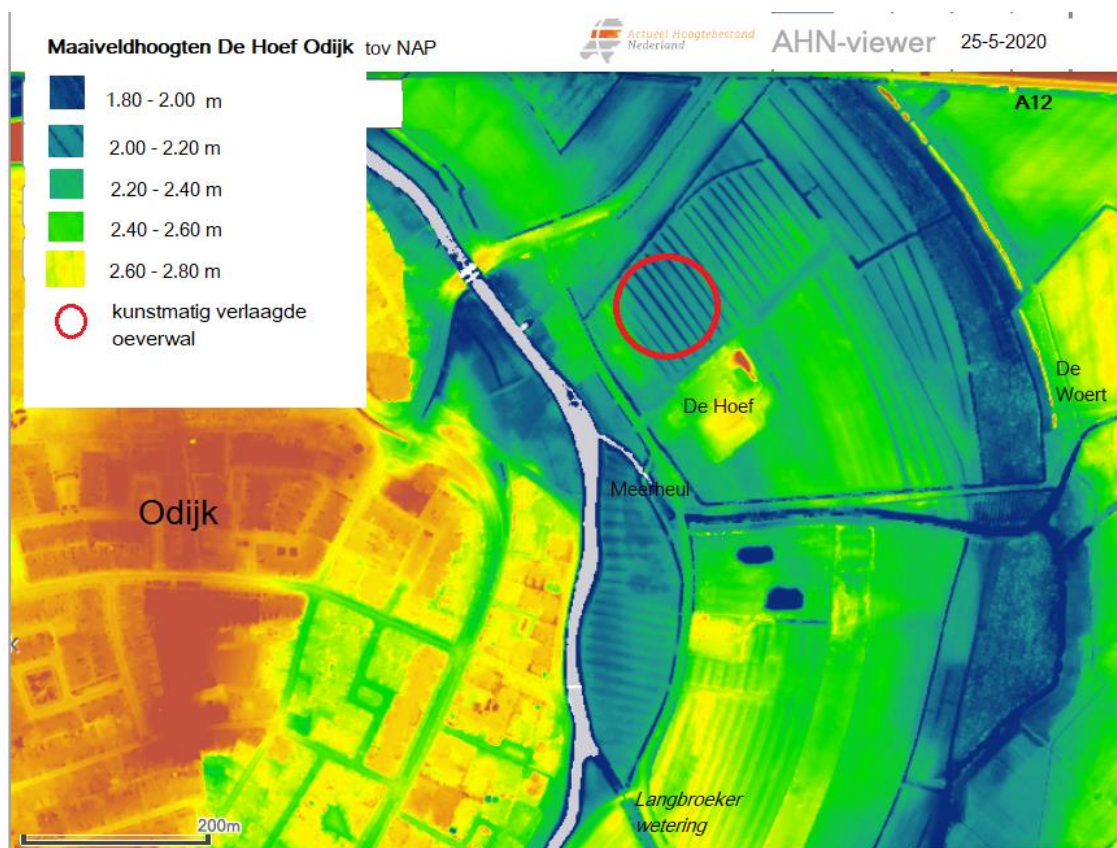 Maaiveldhoogten De Hoef Odijk tov NAP
Actueel Hoogtebestand
Nederland
AHN-viewer
25-5-2020
1.80 - 2.00 m
2.00 - 2.20 m
2.20 - 2.40 m
2.40 - 2.60 m
2.60 - 2.80 m
kunstmatig verlaagde
oeverwal
A12
De
Woert
De Hoef
Meerheul
Odijk
Langbroeker
wetering
200m